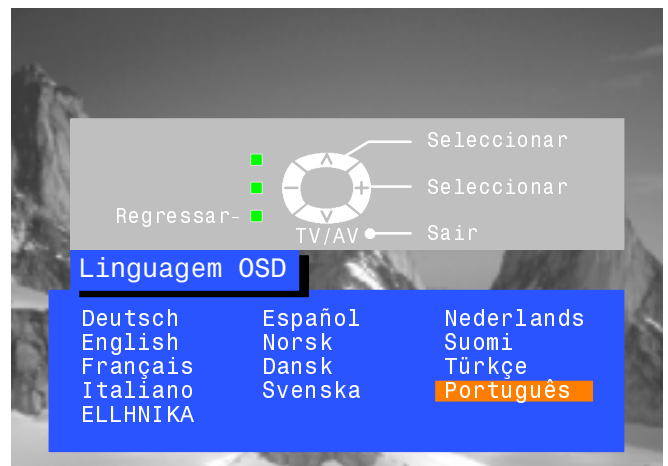 Seleccionar
Seleccionar
Regressar-
TV/AV Sair
Linguagem OSD
Deutsch Español Nederlands
English Norsk Suomi
Français Dansk Türkçe
Italiano Svenska Português
ELLHNIKA